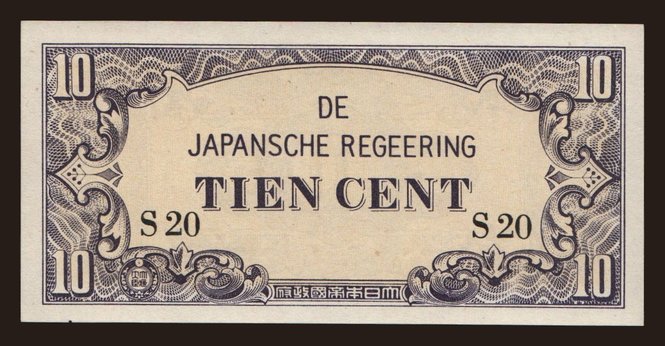 10 10
DE
JAPANSCHE REGEERING
TIEN CENT
S 20 S 20
10 府政國帝本日大 10